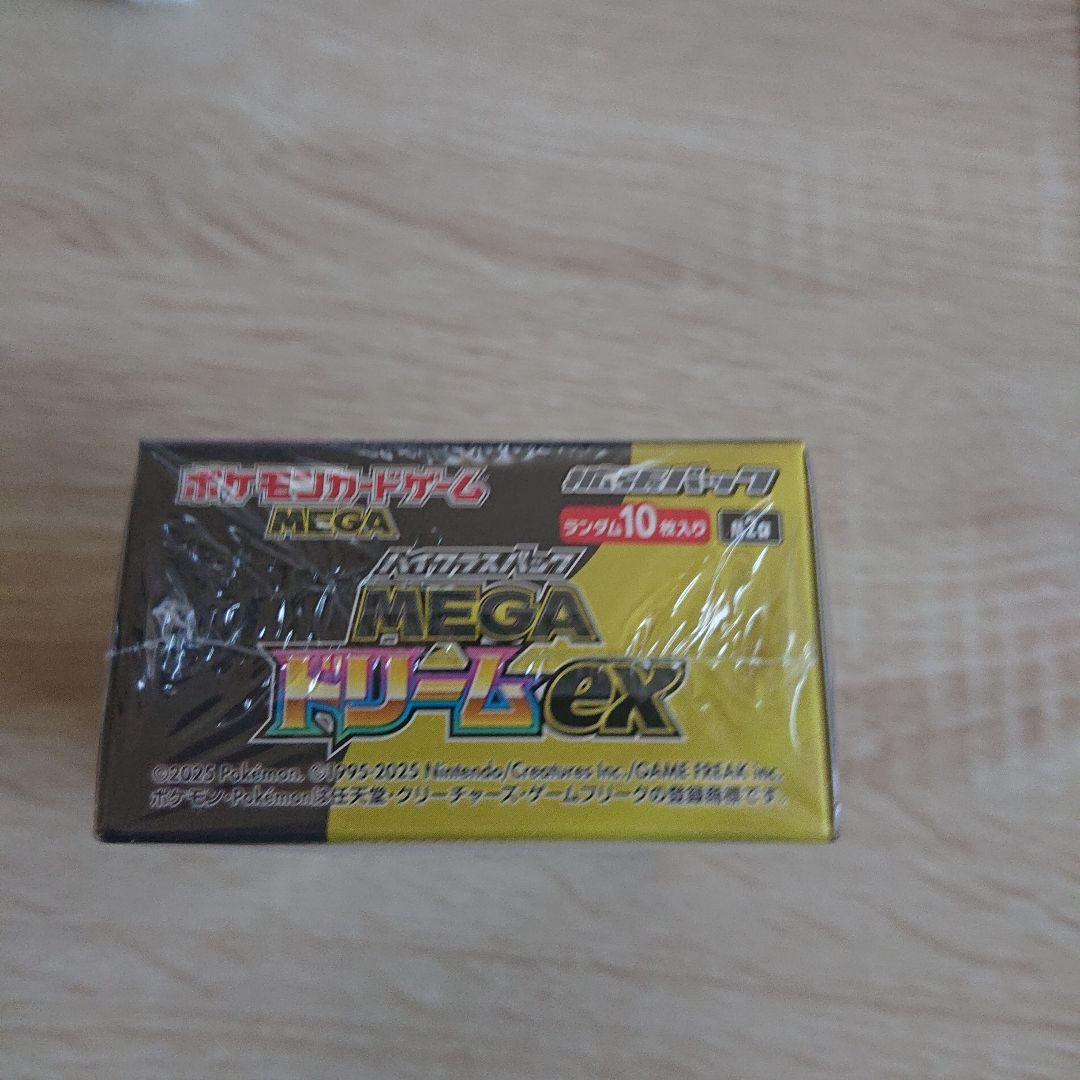 ポケモンカードゲーム
MEGA
拡張パック
ランダム10枚入り
ハイクラスパック
MEGA
ドリームex
©2025 Pokémon. ©1995-2025 Nintendo/Creatures Inc./GAME FREAK inc.
ポケモン・Pokémonは任天堂・クリーチャーズ・ゲームフリークの登録商標です。